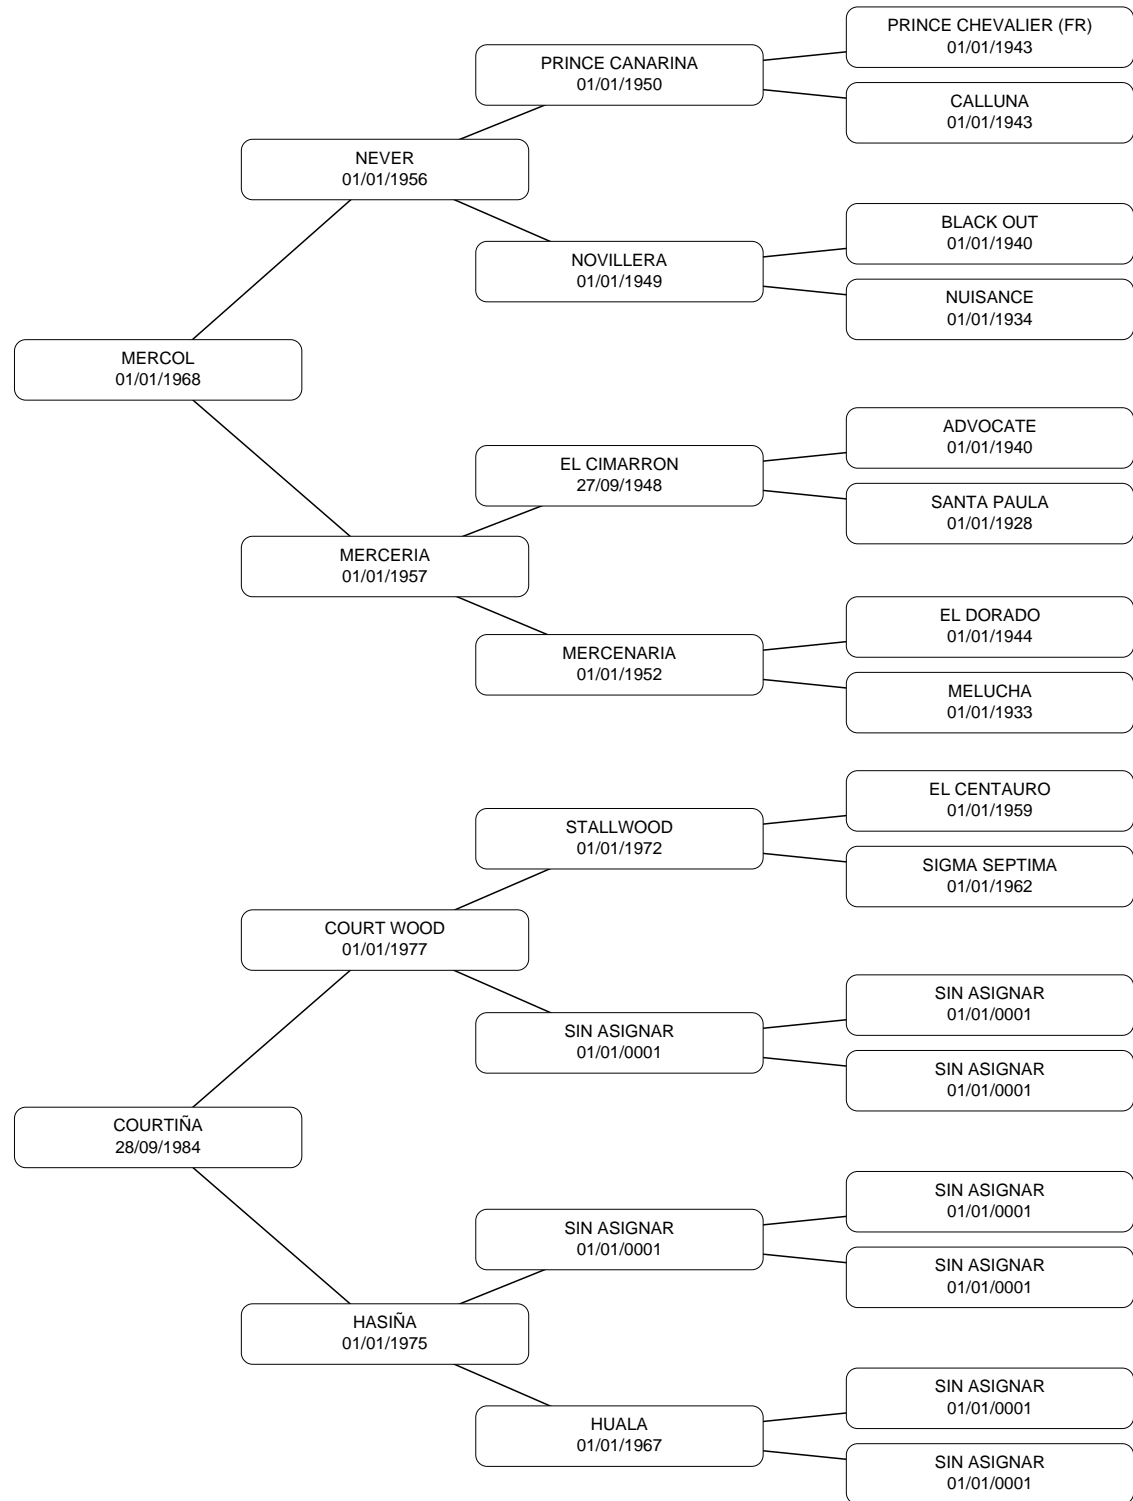 PRINCE CHEVALIER (FR)
01/01/1943
PRINCE CANARINA
01/01/1950
CALLUNA
01/01/1943
NEVER
01/01/1956
BLACK OUT
01/01/1940
NOVILLERA
01/01/1949
NUISANCE
01/01/1934
MERCOL
01/01/1968
ADVOCATE
01/01/1940
EL CIMARRON
27/09/1948
SANTA PAULA
01/01/1928
MERCERIA
01/01/1957
EL DORADO
01/01/1944
MERCENARIA
01/01/1952
MELUCHA
01/01/1933
EL CENTAURO
01/01/1959
STALLWOOD
01/01/1972
SIGMA SEPTIMA
01/01/1962
COURT WOOD
01/01/1977
SIN ASIGNAR
01/01/0001
SIN ASIGNAR
01/01/0001
SIN ASIGNAR
01/01/0001
COURTIÑA
28/09/1984
SIN ASIGNAR
01/01/0001
SIN ASIGNAR
01/01/0001
SIN ASIGNAR
01/01/0001
HASIÑA
01/01/1975
SIN ASIGNAR
01/01/0001
HUALA
01/01/1967
SIN ASIGNAR
01/01/0001